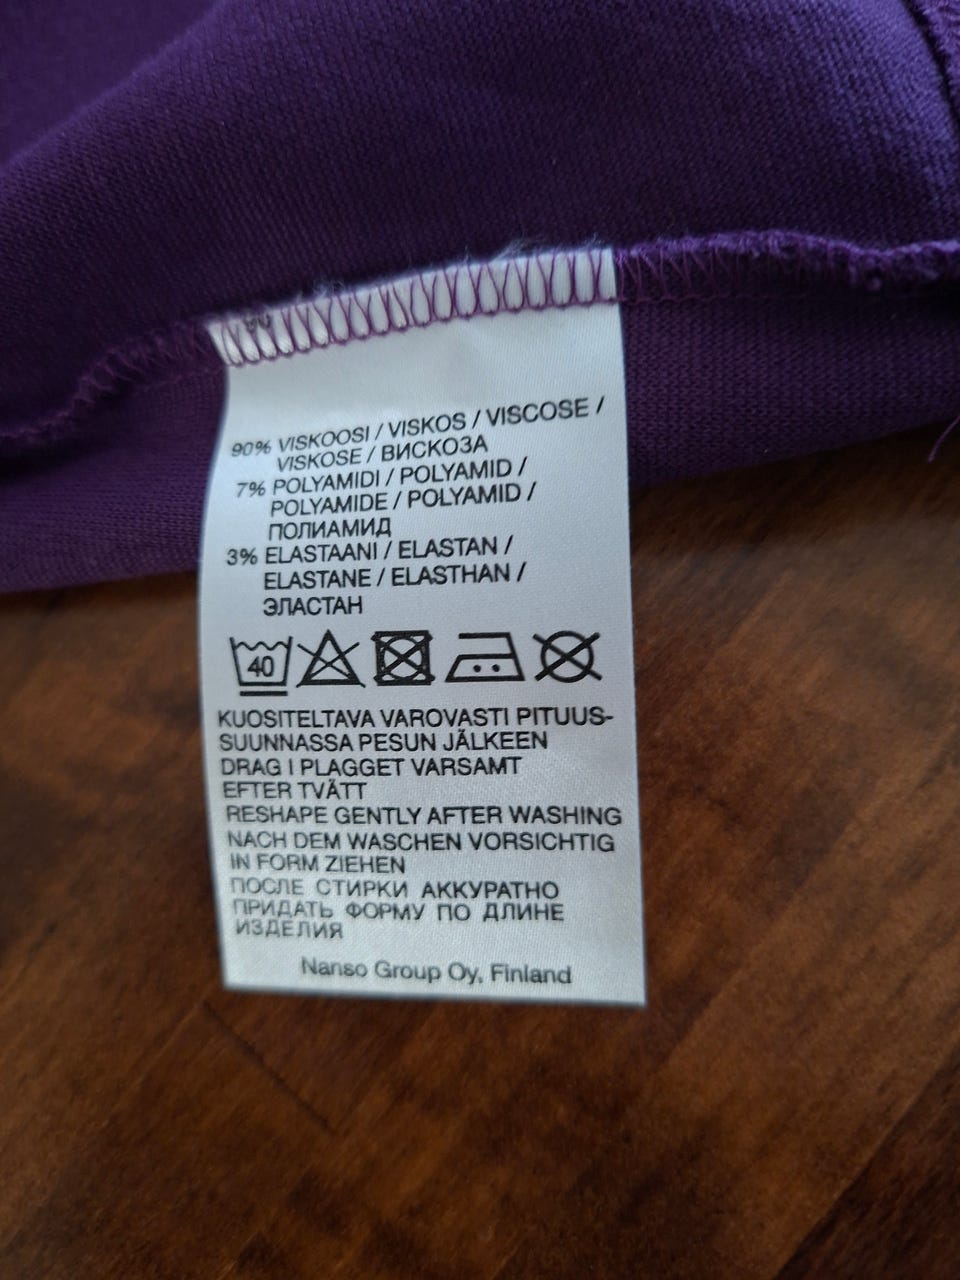 90% VISKOOSI / VISKOS / VISCOSE /
VISKOSE / ВИСКОЗА
7% POLYAMIDI / POLYAMID /
POLYAMIDE / POLYAMID /
ПОЛИАМИД
3% ELASTAANI / ELASTAN /
ELASTANE / ELASTHAN /
ЭЛАСТАН
40
KUOSITELTAVA VAROVASTI PITUUS-
SUUNNASSA PESUN JÄLKEEN
DRAG I PLAGGET VARSAMT
EFTER TVÄTT
RESHAPE GENTLY AFTER WASHING
NACH DEM WASCHEN VORSICHTIG
IN FORM ZIEHEN
ПОСЛЕ СТИРКИ АККУРАТНО
ПРИДАТЬ ФОРМУ ПО ДЛИНЕ
ИЗДЕЛИЯ
Nanso Group Oy, Finland